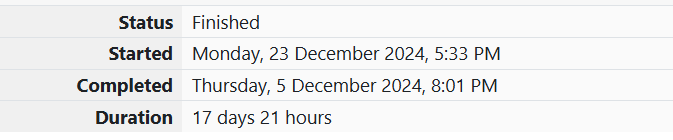 Status Finished
Started Monday, 23 December 2024, 5:33 PM
Completed Thursday, 5 December 2024, 8:01 PM
Duration 17 days 21 hours